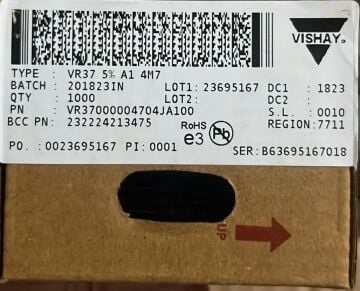 VISHAY
TYPE : VR37 5% A1 4M7
BATCH : 201823IN LOT1: 23695167 DC1 : 1823
QTY : 1000 LOT2: DC2 :
PN : VR37000004704JA100 S.L. : 0010
BCC PN: 232224213475 RoHS REGION:7711
e3 Pb
PO. :0023695167 PI:0001 SER:B63695167018
UP